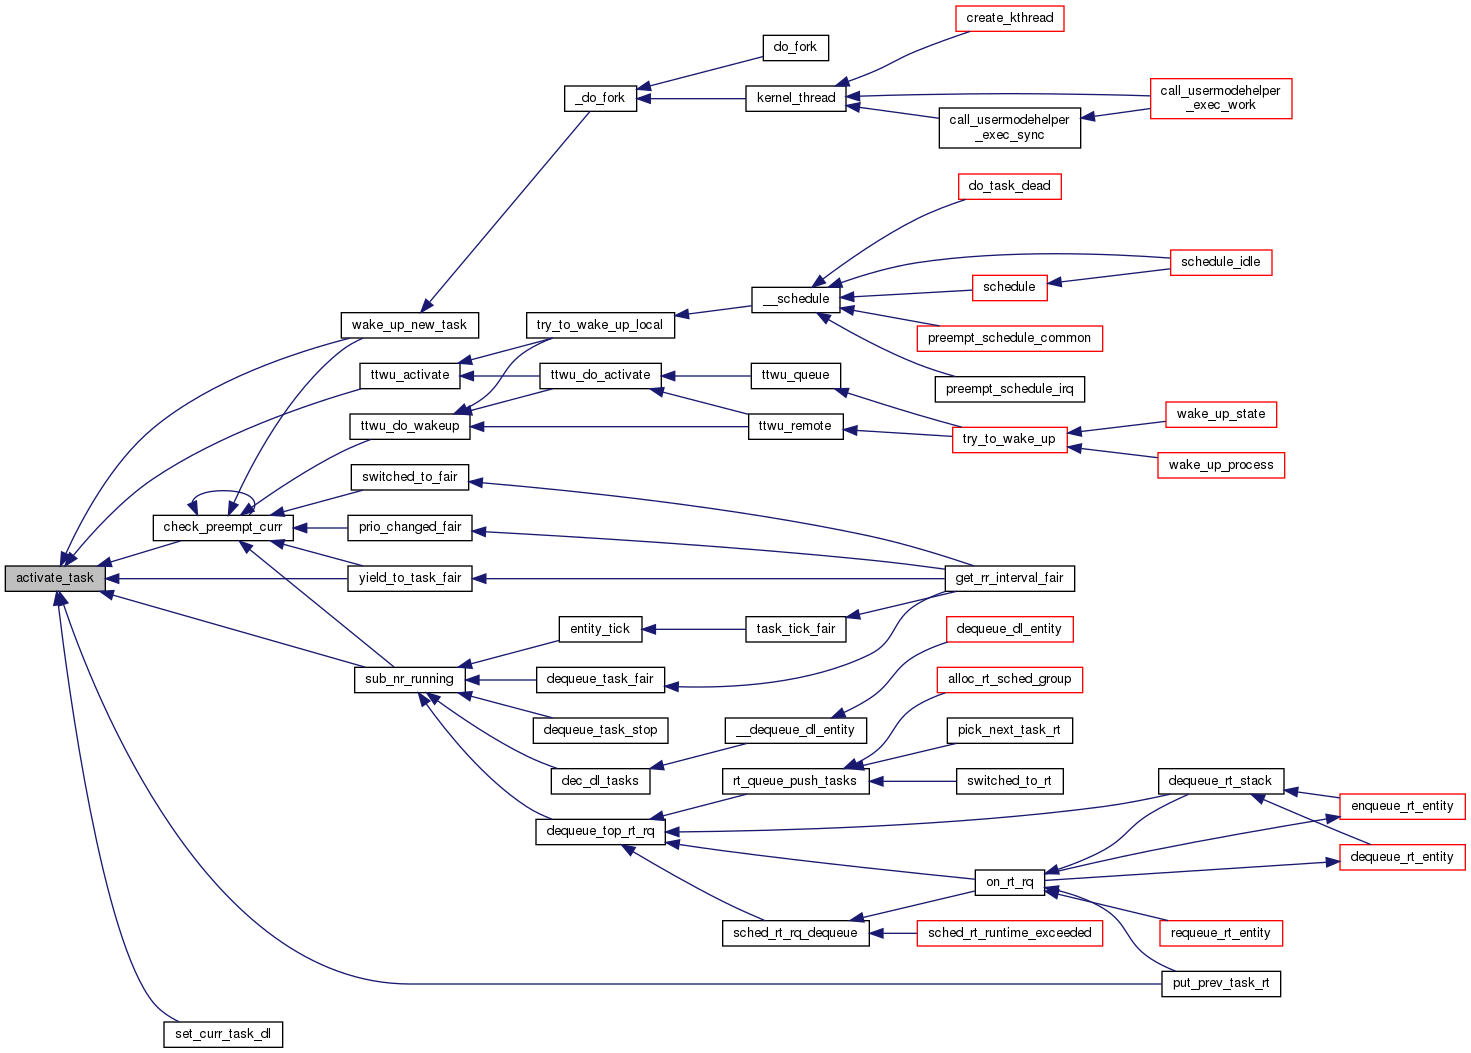 create_kthread
do_fork
_do_fork
kernel_thread
call_usermodehelper
_exec_work
call_usermodehelper
_exec_sync
do_task_dead
schedule_idle
schedule
__schedule
wake_up_new_task
try_to_wake_up_local
preempt_schedule_common
ttwu_activate
ttwu_do_activate
ttwu_queue
preempt_schedule_irq
wake_up_state
ttwu_do_wakeup
ttwu_remote
try_to_wake_up
wake_up_process
switched_to_fair
check_preempt_curr
prio_changed_fair
activate_task
yield_to_task_fair
get_rr_interval_fair
entity_tick
task_tick_fair
dequeue_dl_entity
sub_nr_running
dequeue_task_fair
alloc_rt_sched_group
dequeue_task_stop
__dequeue_dl_entity
pick_next_task_rt
dec_dl_tasks
rt_queue_push_tasks
switched_to_rt
dequeue_rt_stack
enqueue_rt_entity
dequeue_top_rt_rq
dequeue_rt_entity
on_rt_rq
sched_rt_rq_dequeue
sched_rt_runtime_exceeded
requeue_rt_entity
put_prev_task_rt
set_curr_task_dl